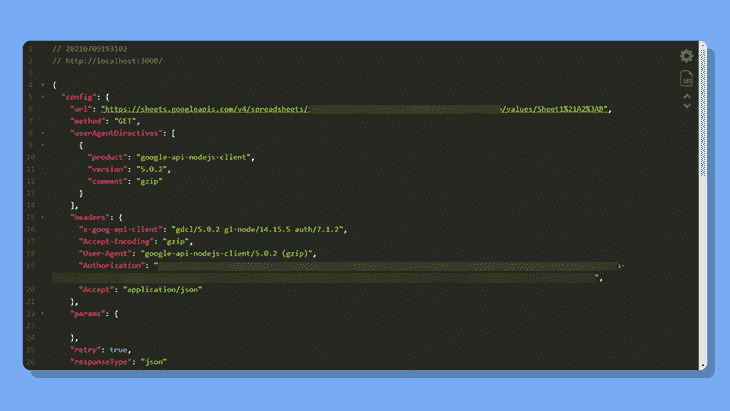 1 // 20210709193102
2 // http://localhost:3000/
3
4 {
5 "config": {
6 "url": "https://sheets.googleapis.com/v4/spreadsheets/ /values/Sheet1%21A2%3AB",
7 "method": "GET",
8 "userAgentDirectives": [
9 {
10 "product": "google-api-nodejs-client",
11 "version": "5.0.2",
12 "comment": "gzip"
13 }
14 ],
15 "headers": {
16 "x-goog-api-client": "gdcl/5.0.2 gl-node/14.15.5 auth/7.1.2",
17 "Accept-Encoding": "gzip",
18 "User-Agent": "google-api-nodejs-client/5.0.2 (gzip)",
19 "Authorization": " s-
",
20 "Accept": "application/json"
21 },
22 "params": {
23
24 },
25 "retry": true,
26 "responseType": "json"